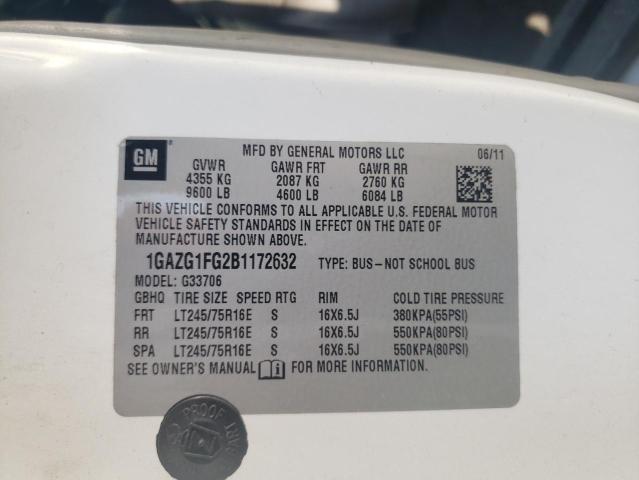 GM
MFD BY GENERAL MOTORS LLC 06/11
GVWR GAWR FRT GAWR RR
4355 KG 2087 KG 2760 KG
9600 LB 4600 LB 6084 LB
THIS VEHICLE CONFORMS TO ALL APPLICABLE U.S. FEDERAL MOTOR
VEHICLE SAFETY STANDARDS IN EFFECT ON THE DATE OF
MANUFACTURE SHOWN ABOVE.
1GAZG1FG2B1172632 TYPE: BUS-NOT SCHOOL BUS
MODEL: G33706
GBHQ TIRE SIZE SPEED RTG RIM COLD TIRE PRESSURE
FRT LT245/75R16E S 16X6.5J 380KPA(55PSI)
RR LT245/75R16E S 16X6.5J 550KPA(80PSI)
SPA LT245/75R16E S 16X6.5J 550KPA(80PSI)
SEE OWNER'S MANUAL FOR MORE INFORMATION.
PROOF